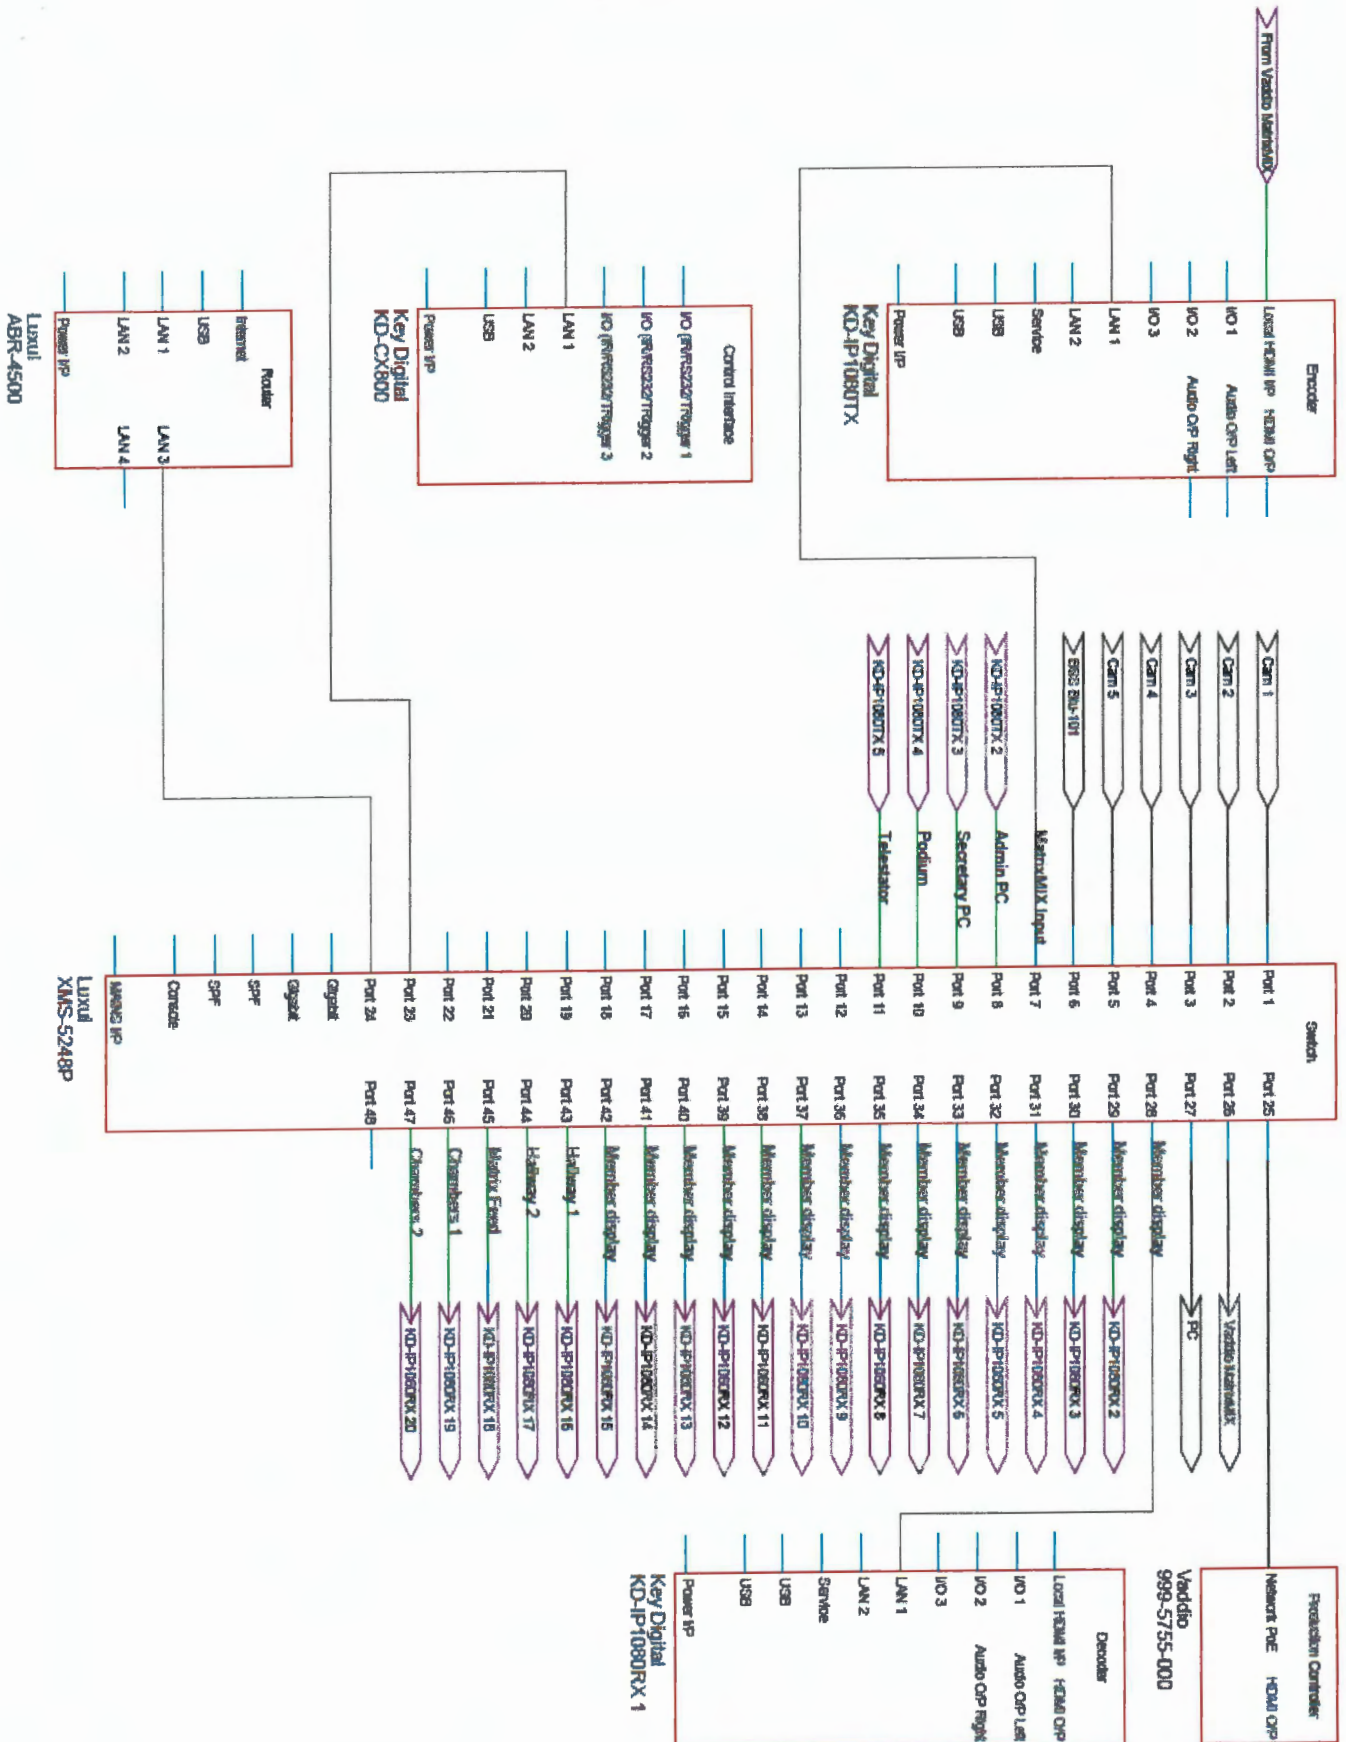 From Vaddio MatrixMIX
Encoder
Local HDMI I/P HDMI O/P
I/O 1 Audio O/P Left
I/O 2 Audio O/P Right
I/O 3
LAN 1
LAN 2
Service
USB
USB
Power I/P
Key Digital
KD-IP1080TX
Control Interface
I/O (IR/RS232/TRigger 1
I/O (IR/RS232/TRigger 2
I/O (IR/RS232/TRigger 3
LAN 1
LAN 2
USB
Power I/P
Key Digital
KD-CX800
Router
Internet
USB
LAN 1 LAN 3
LAN 2 LAN 4
Power I/P
Luxul
ABR-4500
Cam 1
Cam 2
Cam 3
Cam 4
Cam 5
BSS Blu-101
MatrixMIX Input
KD-IP1080TX 2 Admin PC
KD-IP1080TX 3 Secretary PC
KD-IP1080TX 4 Podium
KD-IP1080TX 5 Telestator
Switch
Port 1 Port 25
Port 2 Port 26
Port 3 Port 27
Port 4 Port 28
Port 5 Port 29
Port 6 Port 30
Port 7 Port 31
Port 8 Port 32
Port 9 Port 33
Port 10 Port 34
Port 11 Port 35
Port 12 Port 36
Port 13 Port 37
Port 14 Port 38
Port 15 Port 39
Port 16 Port 40
Port 17 Port 41
Port 18 Port 42
Port 19 Port 43
Port 20 Port 44
Port 21 Port 45
Port 22 Port 46
Port 23 Port 47
Port 24 Port 48
Gigabit
Gigabit
SPF
SPF
Console
MAINS I/P
Luxul
XMS-5248P
Vaddio MatrixMIX
PC
Member display
Member display KD-IP1080RX 2
Member display KD-IP1080RX 3
Member display KD-IP1080RX 4
Member display KD-IP1080RX 5
Member display KD-IP1080RX 6
Member display KD-IP1080RX 7
Member display KD-IP1080RX 8
Member display KD-IP1080RX 9
Member display KD-IP1080RX 10
Member display KD-IP1080RX 11
Member display KD-IP1080RX 12
Member display KD-IP1080RX 13
Member display KD-IP1080RX 14
Member display KD-IP1080RX 15
Hallway 1 KD-IP1080RX 16
Hallway 2 KD-IP1080RX 17
Matrix Feed KD-IP1080RX 18
Chambers 1 KD-IP1080RX 19
Chambers 2 KD-IP1080RX 20
Production Controller
Network PoE HDMI O/P
Vaddio
999-5755-000
Decoder
Local HDMI I/P HDMI O/P
I/O 1 Audio O/P Left
I/O 2 Audio O/P Right
I/O 3
LAN 1
LAN 2
Service
USB
USB
Power I/P
Key Digital
KD-IP1080RX 1